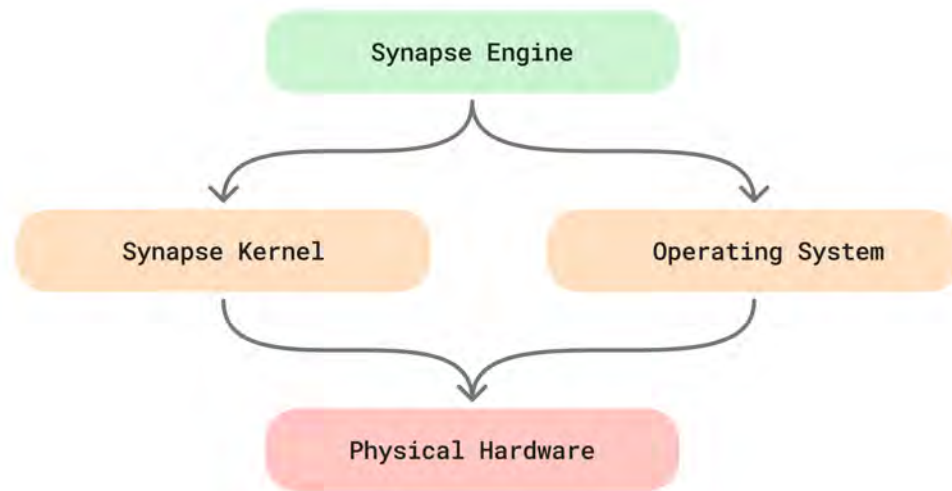 Synapse Engine
Synapse Kernel
Operating System
Physical Hardware